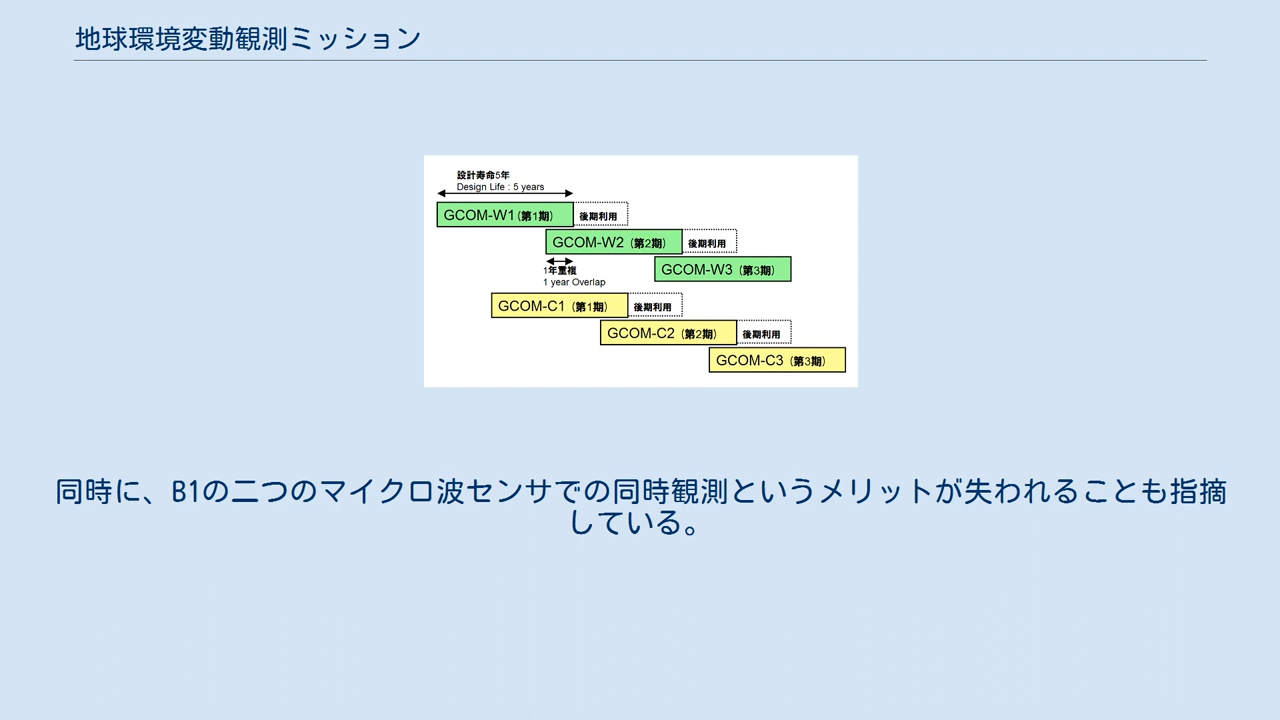 地球環境変動観測ミッション
設計寿命5年
Design Life : 5 years
GCOM-W1 (第1期) 後期利用
GCOM-W2 (第2期) 後期利用
GCOM-W3 (第3期)
1年重複
1 year Overlap
GCOM-C1 (第1期) 後期利用
GCOM-C2 (第2期) 後期利用
GCOM-C3 (第3期)
同時に、B1の二つのマイクロ波センサでの同時観測というメリットが失われることも指摘
している。